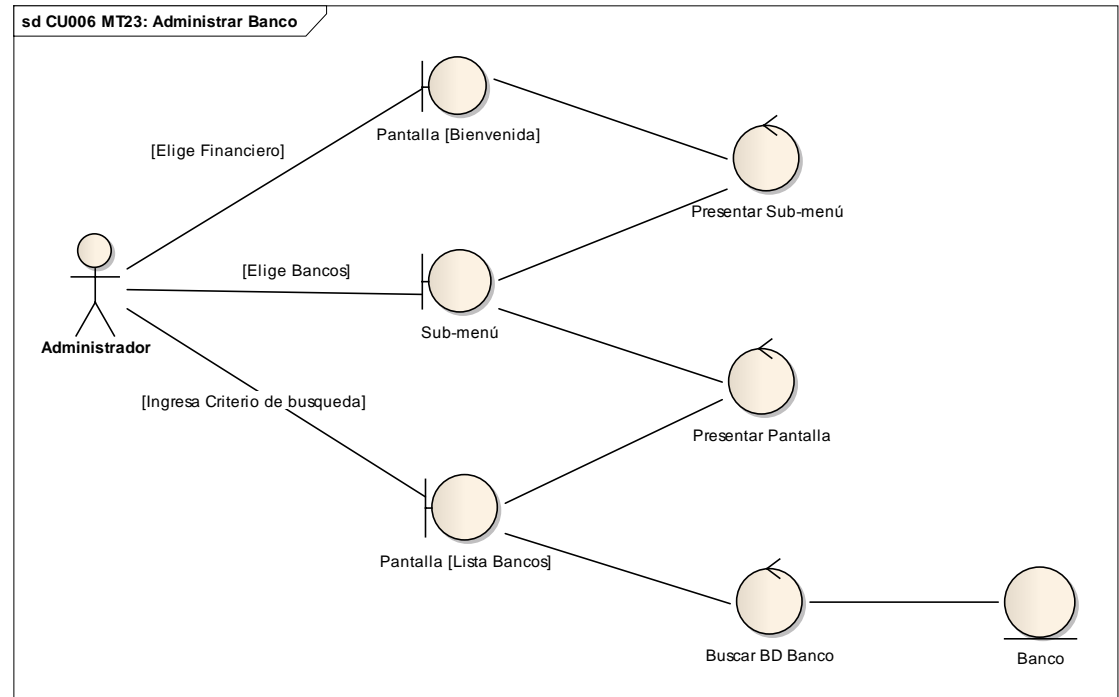 sd CU006 MT23: Administrar Banco
Pantalla [Bienvenida]
[Elige Financiero]
Presentar Sub-menú
[Elige Bancos]
Sub-menú
Administrador
[Ingresa Criterio de busqueda]
Presentar Pantalla
Pantalla [Lista Bancos]
Buscar BD Banco
Banco